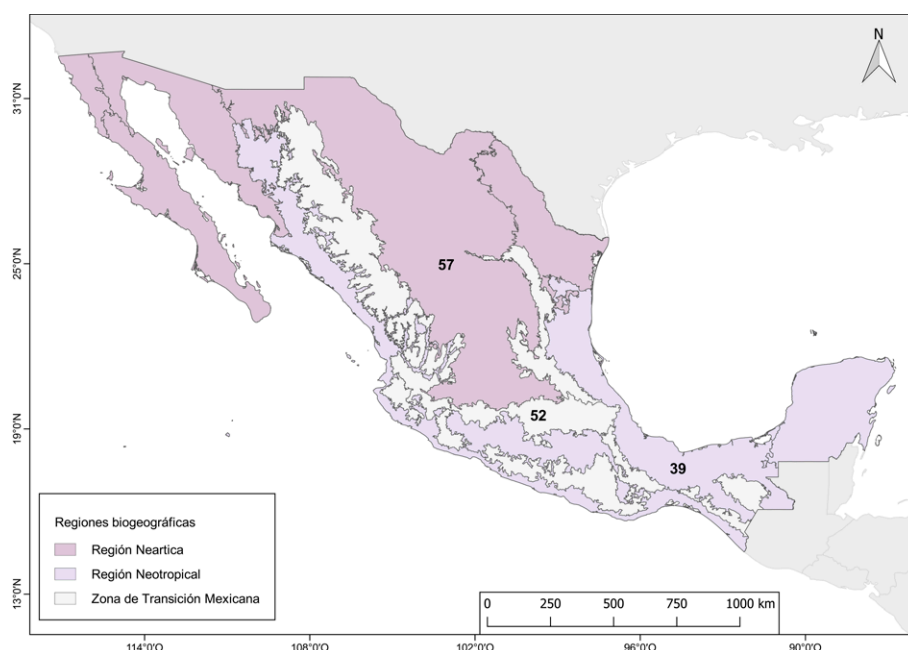 N
31°0'N
25°0'N
19°0'N
13°0'N
57
52
39
Regiones biogeográficas
Región Neartica
Región Neotropical
Zona de Transición Mexicana
0 250 500 750 1000 km
114°0'O 108°0'O 102°0'O 96°0'O 90°0'O